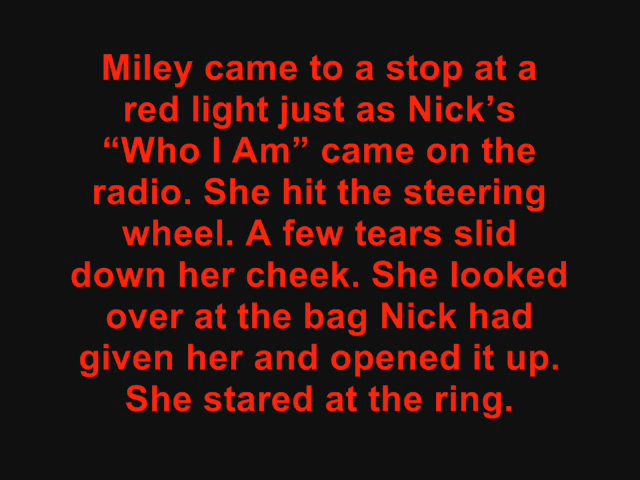 Miley came to a stop at a
red light just as Nick’s
“Who I Am” came on the
radio. She hit the steering
wheel. A few tears slid
down her cheek. She looked
over at the bag Nick had
given her and opened it up.
She stared at the ring.